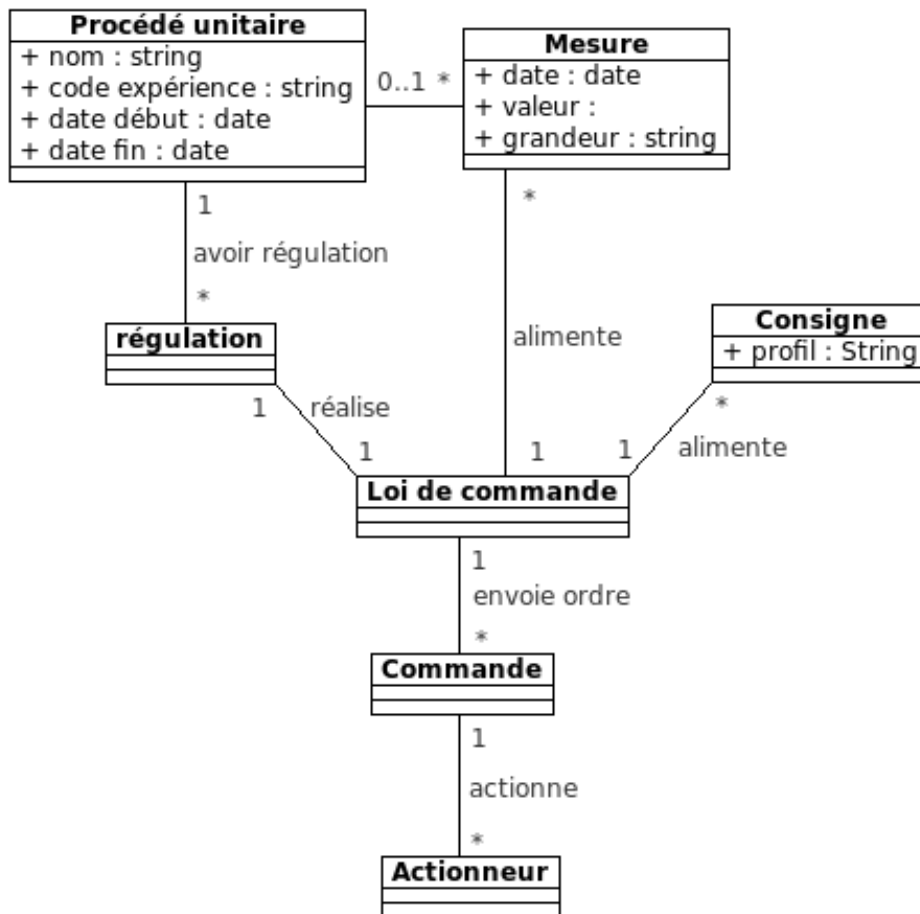 Procédé unitaire
+ nom : string
+ code expérience : string
+ date début : date
+ date fin : date
0..1 *
Mesure
+ date : date
+ valeur :
+ grandeur : string
1
avoir régulation
*
*
régulation
alimente
Consigne
+ profil : String
1
réalise
1
1
1
*
alimente
Loi de commande
1
envoie ordre
*
Commande
1
actionne
*
Actionneur